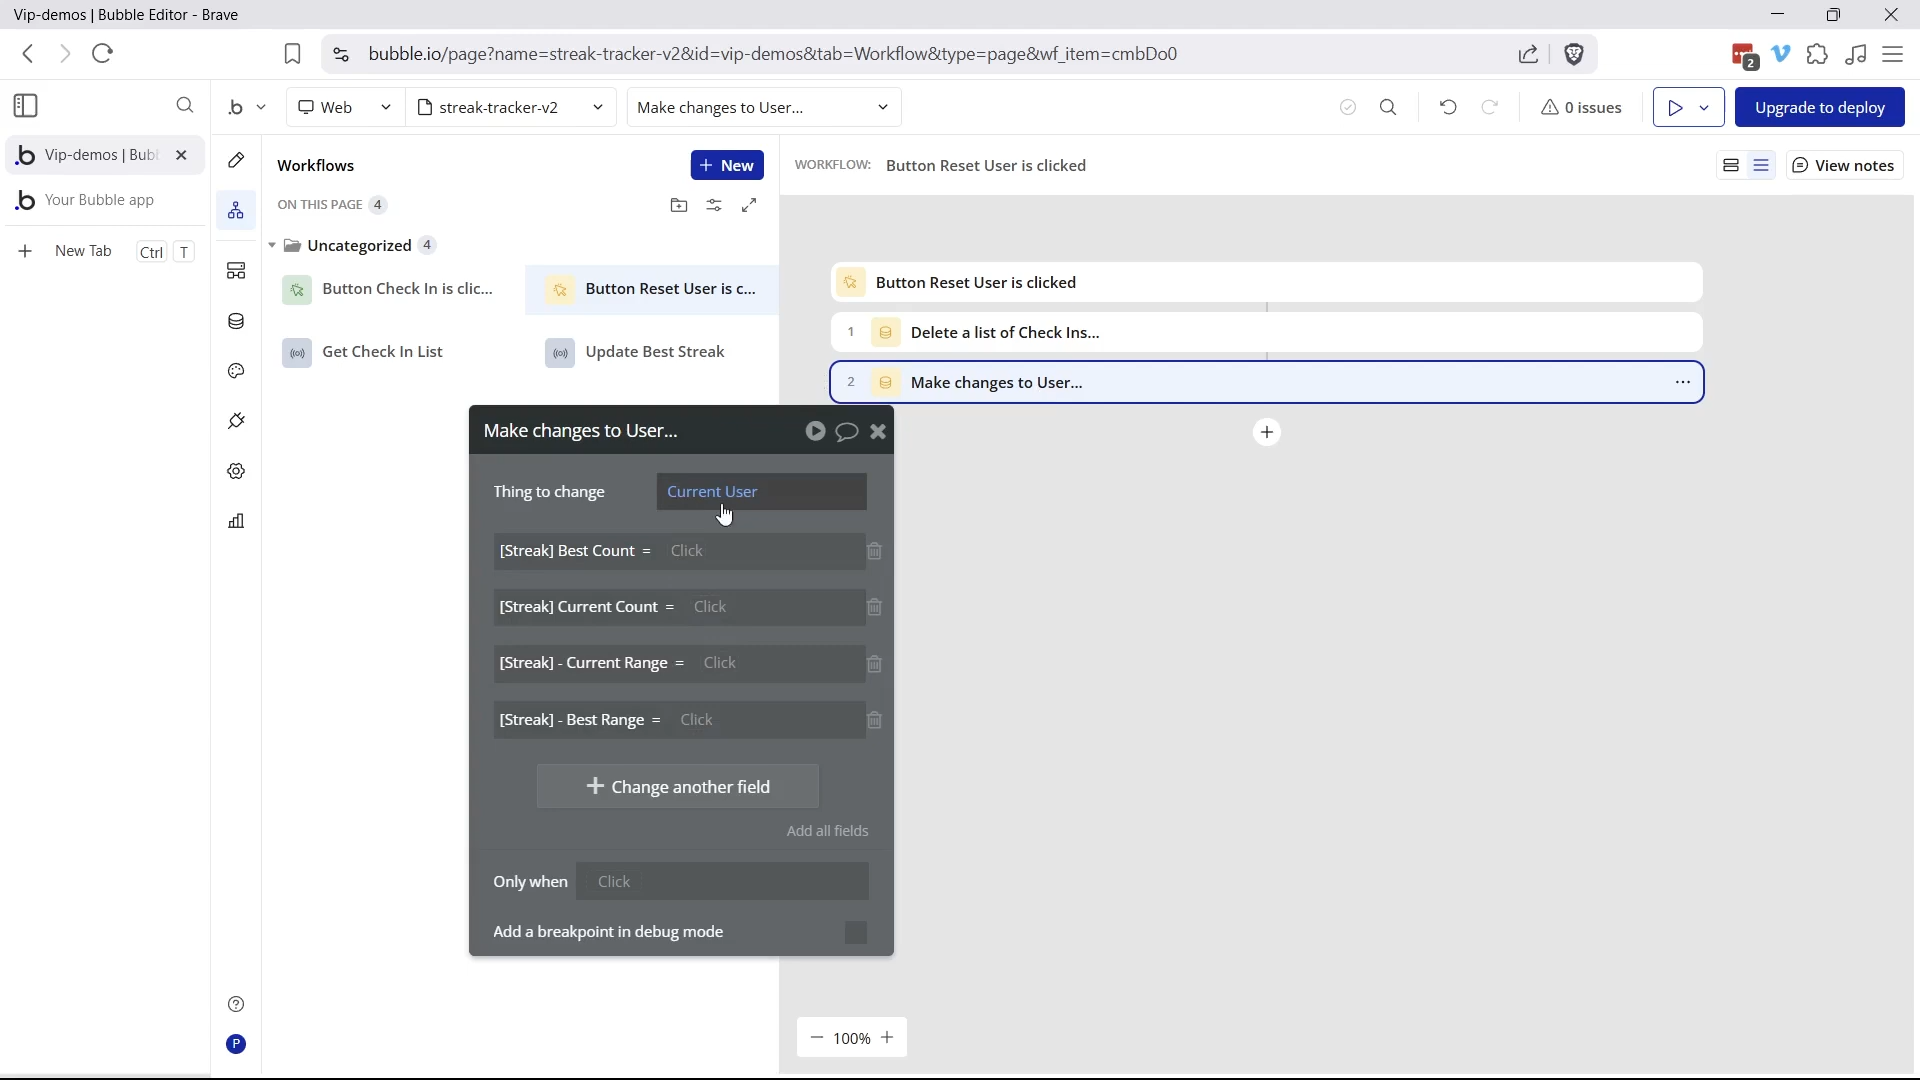 Vip-demos | Bubble Editor - Brave
bubble.io/page?name=streak-tracker-v2&id=vip-demos&tab=Workflow&type=page&wf_item=cmbDo0
2
Web
streak-tracker-v2
Make changes to User...
0 issues
Upgrade to deploy
Vip-demos | Bub
Your Bubble app
New Tab
Ctrl
T
Workflows
+ New
ON THIS PAGE 4
Uncategorized 4
Button Check In is clic...
Button Reset User is c...
Get Check In List
Update Best Streak
WORKFLOW: Button Reset User is clicked
View notes
Button Reset User is clicked
1 Delete a list of Check Ins...
2 Make changes to User...
Make changes to User...
Thing to change Current User
[Streak] Best Count = Click
[Streak] Current Count = Click
[Streak] - Current Range = Click
[Streak] - Best Range = Click
+ Change another field
Add all fields
Only when Click
Add a breakpoint in debug mode
P
− 100% +